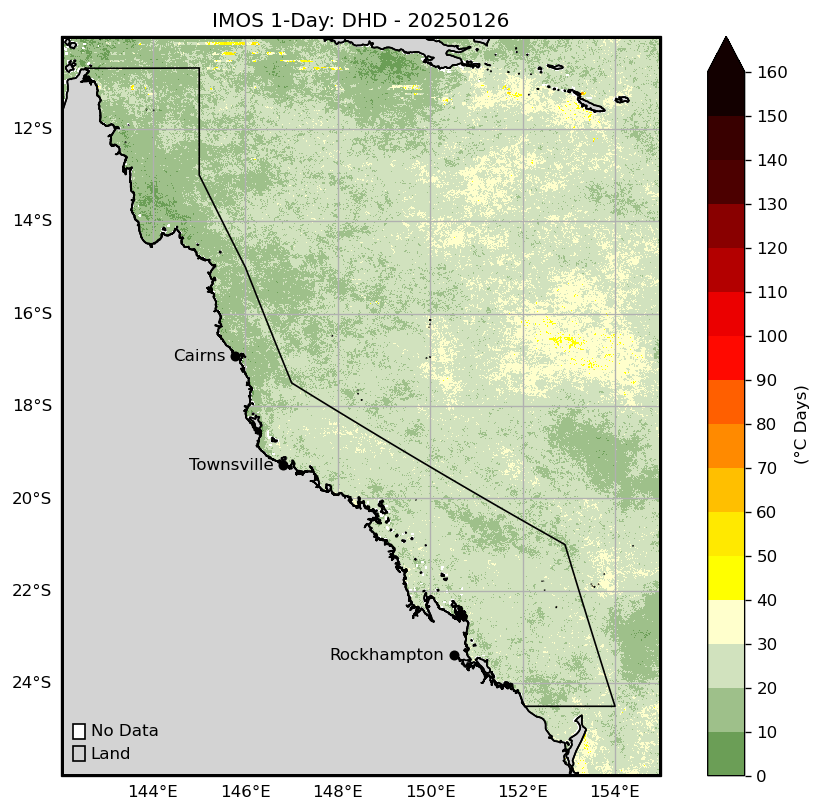 IMOS 1-Day: DHD - 20250126
12°S
14°S
16°S
18°S
20°S
22°S
24°S
Cairns
Townsville
Rockhampton
No Data
Land
144°E 146°E 148°E 150°E 152°E 154°E
160
150
140
130
120
110
100
90
80
70
60
50
40
30
20
10
0
(°C Days)